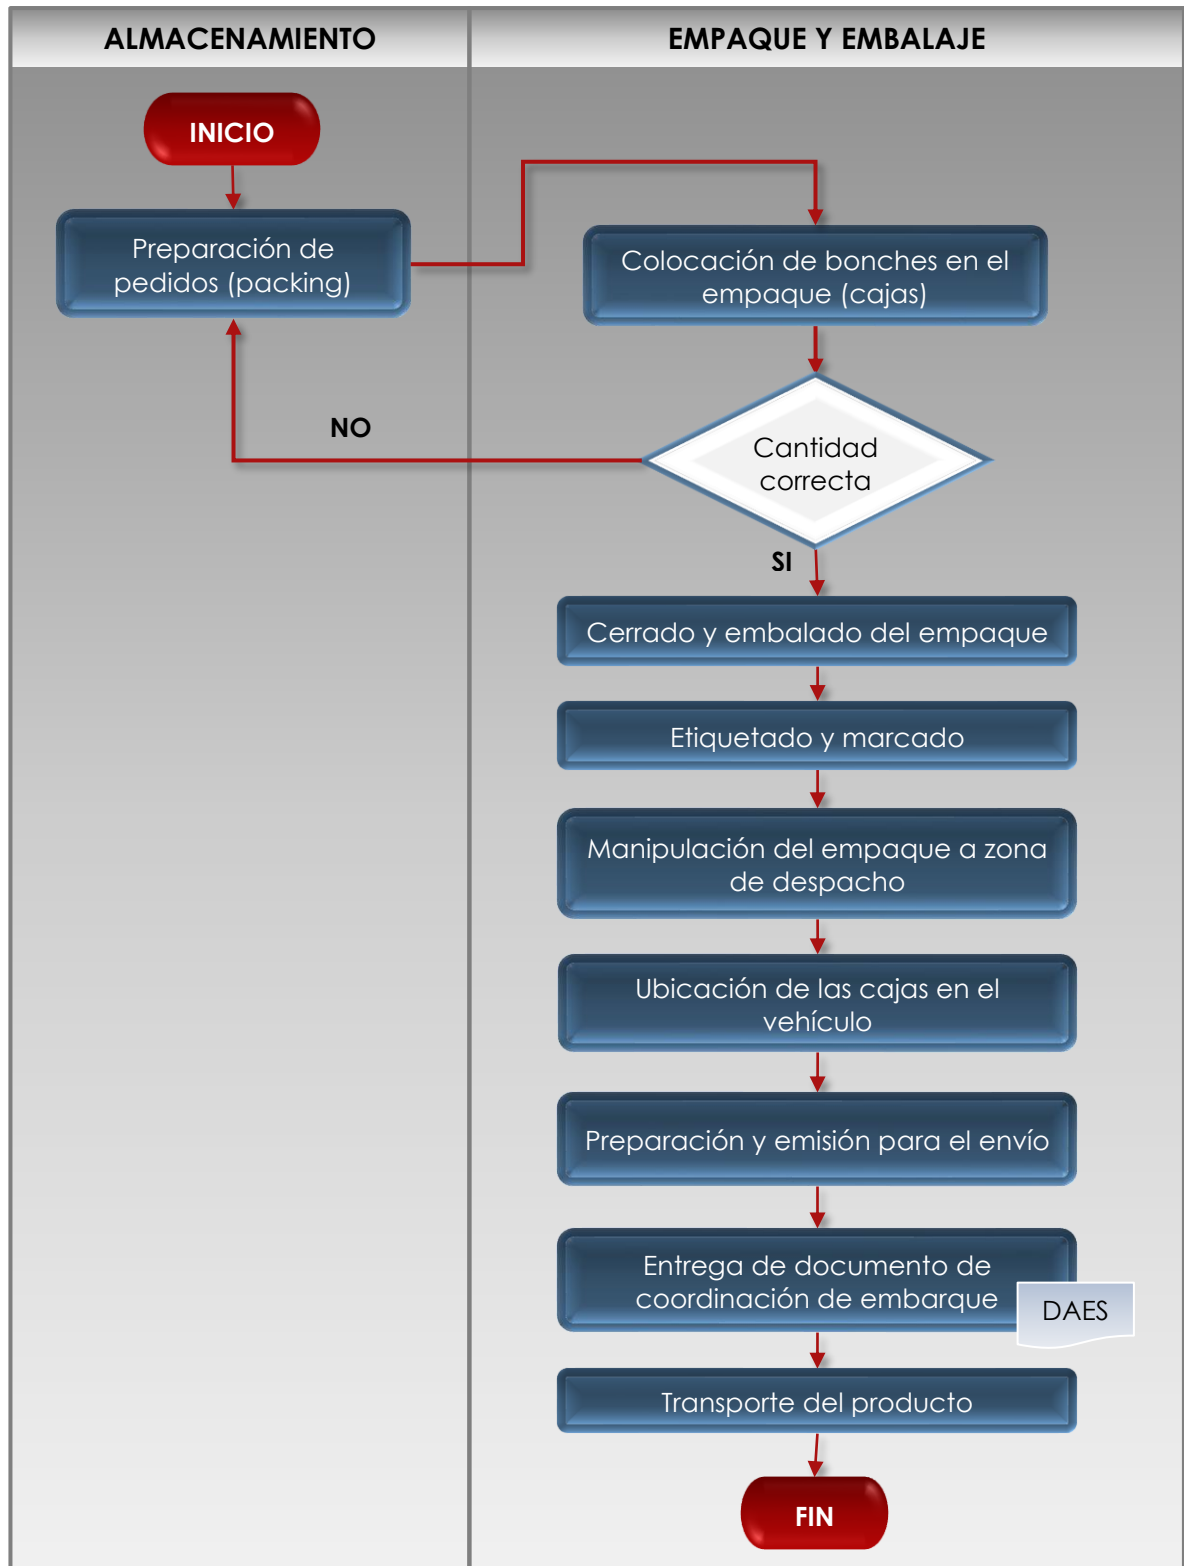 ALMACENAMIENTO
EMPAQUE Y EMBALAJE
INICIO
Preparación de
pedidos (packing)
Colocación de bonches en el
empaque (cajas)
NO
Cantidad
correcta
SI
Cerrado y embalado del empaque
Etiquetado y marcado
Manipulación del empaque a zona
de despacho
Ubicación de las cajas en el
vehículo
Preparación y emisión para el envío
Entrega de documento de
coordinación de embarque
DAES
Transporte del producto
FIN